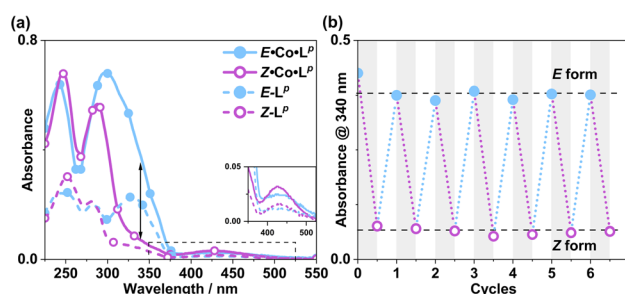 (a)
0.8
Absorbance
0.0
E•Co•Lᵖ
Z•Co•Lᵖ
E-Lᵖ
Z-Lᵖ
0.05
0.00
400
500
250
300
350
400
450
500
550
Wavelength / nm
(b)
0.5
Absorbance @ 340 nm
0.0
E form
Z form
0
1
2
3
4
5
6
Cycles